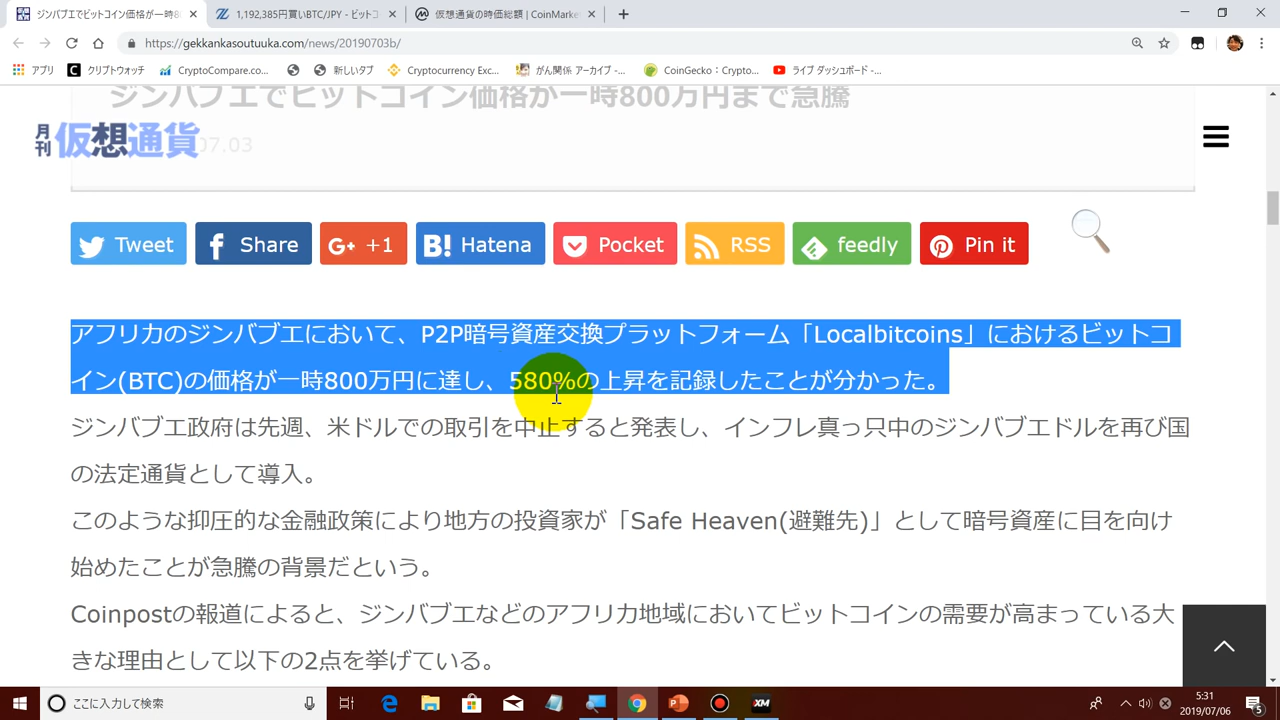 ジンバブエでビットコイン価格が一時8
1,192,385円買いBTC/JPY - ビットコ
仮想通貨の時価総額 | CoinMarke
https://gekkankasoutuuka.com/news/20190703b/
アプリ
クリプトウォッチ
CryptoCompare.co...
新しいタブ
Cryptocurrency Exc...
がん関係 アーカイブ - ...
CoinGecko：Crypto...
ライブ ダッシュボード - ...
ジンバブエでビットコイン価格が一時800万円まで急騰
月刊仮想通貨
07.03
Tweet
Share
G+ +1
B! Hatena
Pocket
RSS
feedly
Pin it
アフリカのジンバブエにおいて、P2P暗号資産交換プラットフォーム「Localbitcoins」におけるビットコ
イン(BTC)の価格が一時800万円に達し、580%の上昇を記録したことが分かった。
ジンバブエ政府は先週、米ドルでの取引を中止すると発表し、インフレ真っ只中のジンバブエドルを再び国
の法定通貨として導入。
このような抑圧的な金融政策により地方の投資家が「Safe Heaven(避難先)」として暗号資産に目を向け
始めたことが急騰の背景だという。
Coinpostの報道によると、ジンバブエなどのアフリカ地域においてビットコインの需要が高まっている大
きな理由として以下の2点を挙げている。
ここに入力して検索
XM
5:31
2019/07/06
5